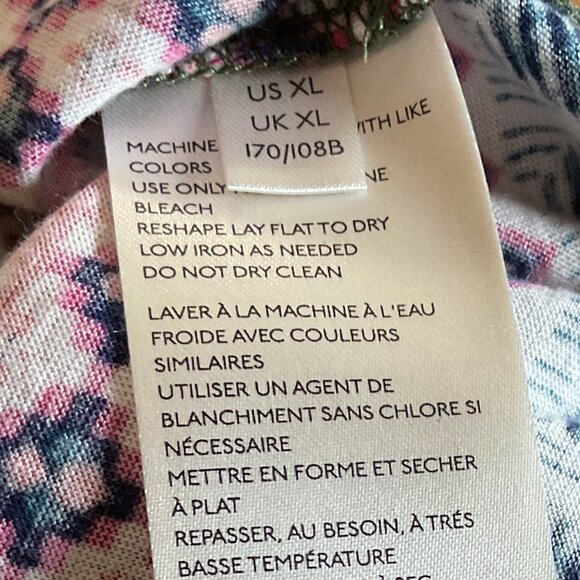 US XL
UK XL
170/108B
MACHINE WITH LIKE
COLORS
USE ONLY NE
BLEACH
RESHAPE LAY FLAT TO DRY
LOW IRON AS NEEDED
DO NOT DRY CLEAN
LAVER À LA MACHINE À L'EAU
FROIDE AVEC COULEURS
SIMILAIRES
UTILISER UN AGENT DE
BLANCHIMENT SANS CHLORE SI
NÉCESSAIRE
METTRE EN FORME ET SECHER
À PLAT
REPASSER, AU BESOIN, À TRÉS
BASSE TEMPÉRATURE